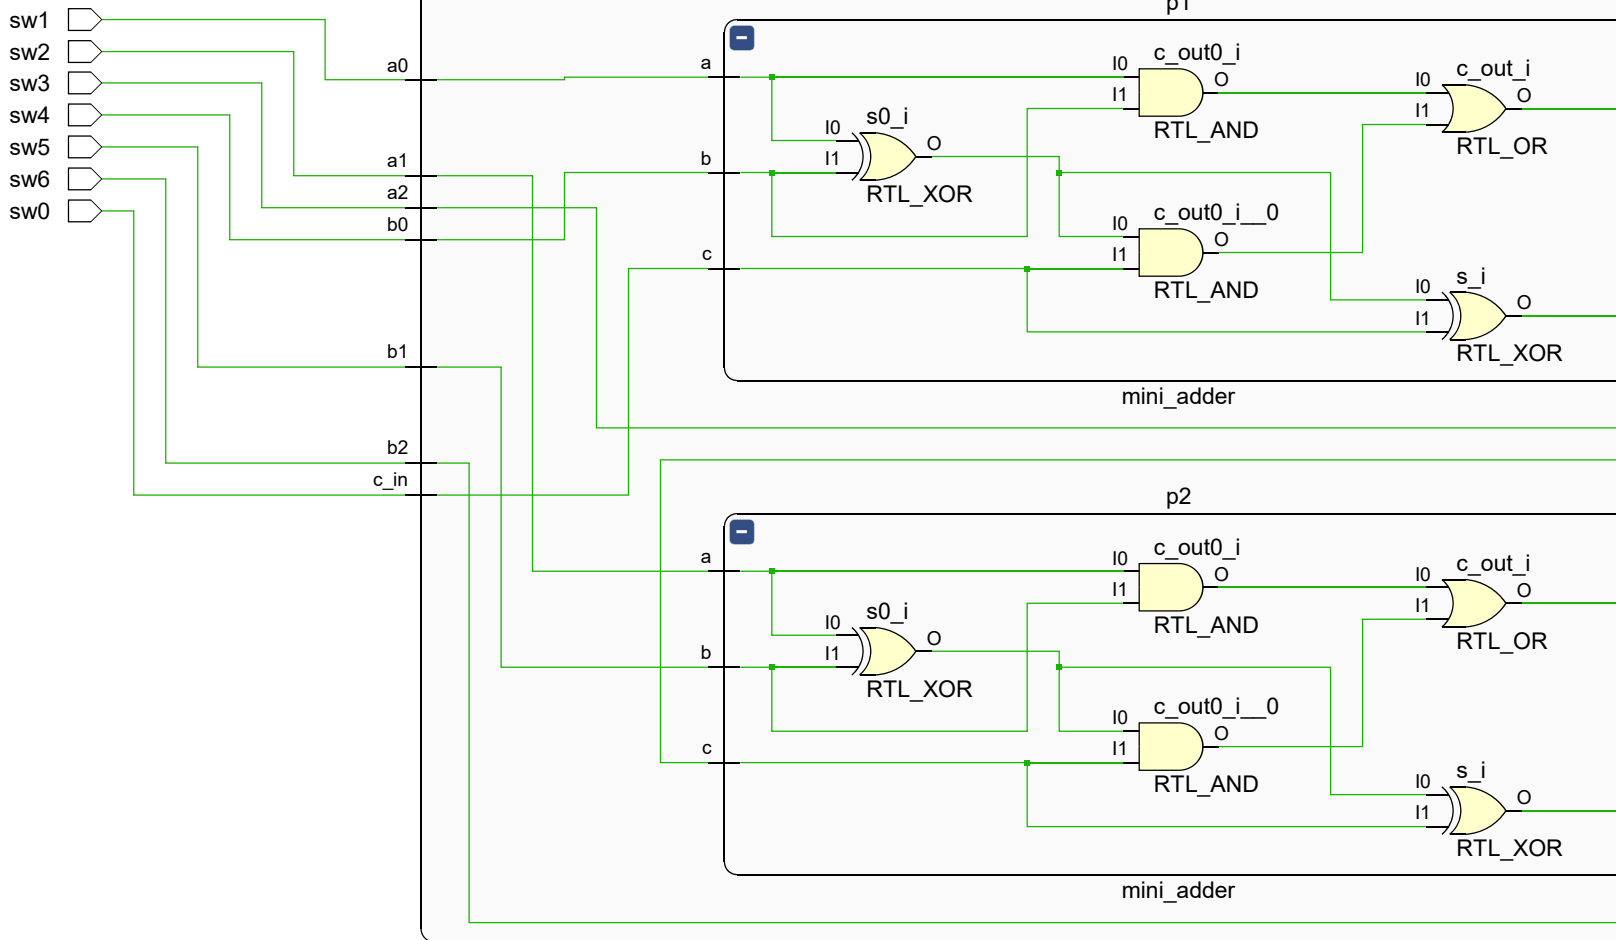 sw1
sw2
sw3
sw4
sw5
sw6
sw0
a0
a1
a2
b0
b1
b2
c_in
p1
a
b
c
I0
I1
s0_i
O
RTL_XOR
I0
I1
c_out0_i
O
RTL_AND
I0
I1
c_out0_i__0
O
RTL_AND
I0
I1
c_out_i
O
RTL_OR
I0
I1
s_i
O
RTL_XOR
mini_adder
p2
a
b
c
I0
I1
s0_i
O
RTL_XOR
I0
I1
c_out0_i
O
RTL_AND
I0
I1
c_out0_i__0
O
RTL_AND
I0
I1
c_out_i
O
RTL_OR
I0
I1
s_i
O
RTL_XOR
mini_adder